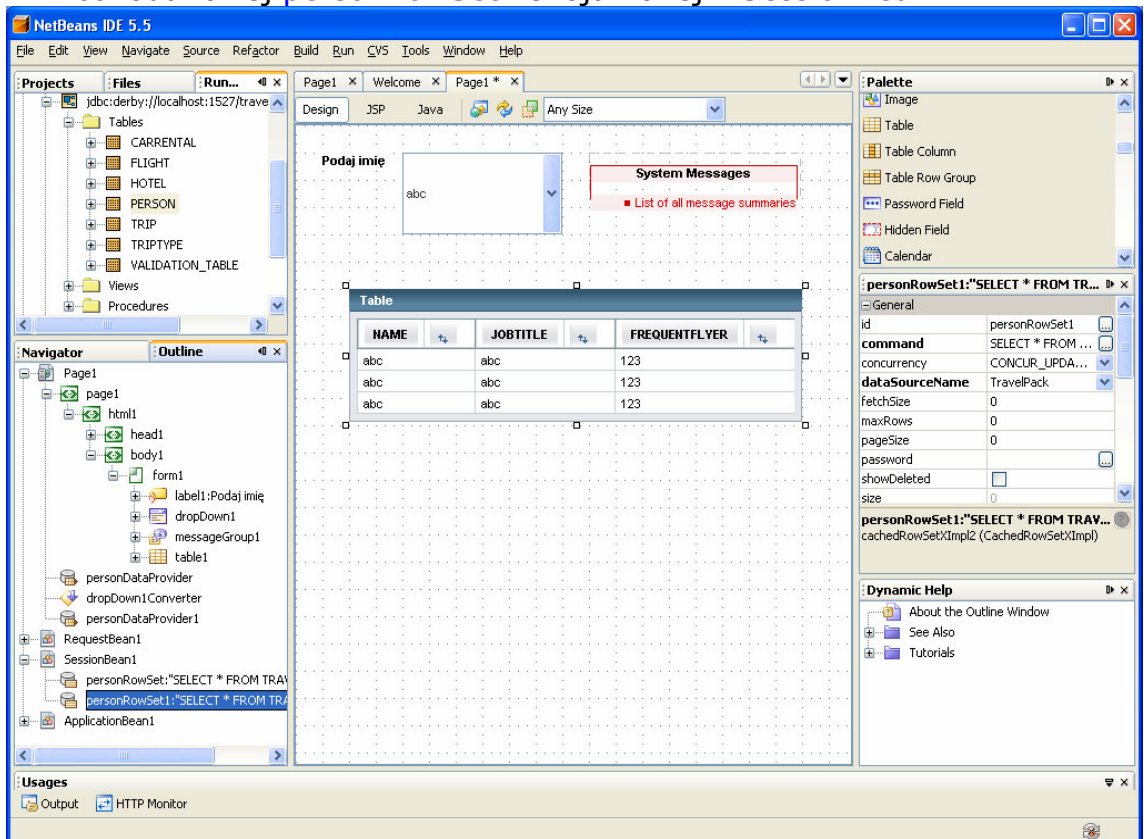 NetBeans IDE 5.5
File Edit View Navigate Source Refactor Build Run CVS Tools Window Help
Projects Files Run...
jdbc:derby://localhost:1527/trave
Tables
CARRENTAL
FLIGHT
HOTEL
PERSON
TRIP
TRIPTYPE
VALIDATION_TABLE
Views
Procedures
Navigator Outline
Page1
page1
html1
head1
body1
form1
label1:Podaj imię
dropDown1
messageGroup1
table1
personDataProvider
dropDown1Converter
personDataProvider1
RequestBean1
SessionBean1
personRowSet:"SELECT * FROM TRAV
personRowSet1:"SELECT * FROM TRA
ApplicationBean1
Page1 Welcome Page1 *
Design JSP Java Any Size
Podaj imię
abc
System Messages
List of all message summaries
Table
NAME JOBTITLE FREQUENTFLYER
abc abc 123
abc abc 123
abc abc 123
Palette
Image
Table
Table Column
Table Row Group
Password Field
Hidden Field
Calendar
personRowSet1:"SELECT * FROM TR...
General
id personRowSet1 ...
command SELECT * FROM ... ...
concurrency CONCUR_UPDA...
dataSourceName TravelPack
fetchSize 0
maxRows 0
pageSize 0
password ...
showDeleted
size 0
personRowSet1:"SELECT * FROM TRAV...
cachedRowSetXImpl2 (CachedRowSetXImpl)
Dynamic Help
About the Outline Window
See Also
Tutorials
Usages
Output HTTP Monitor